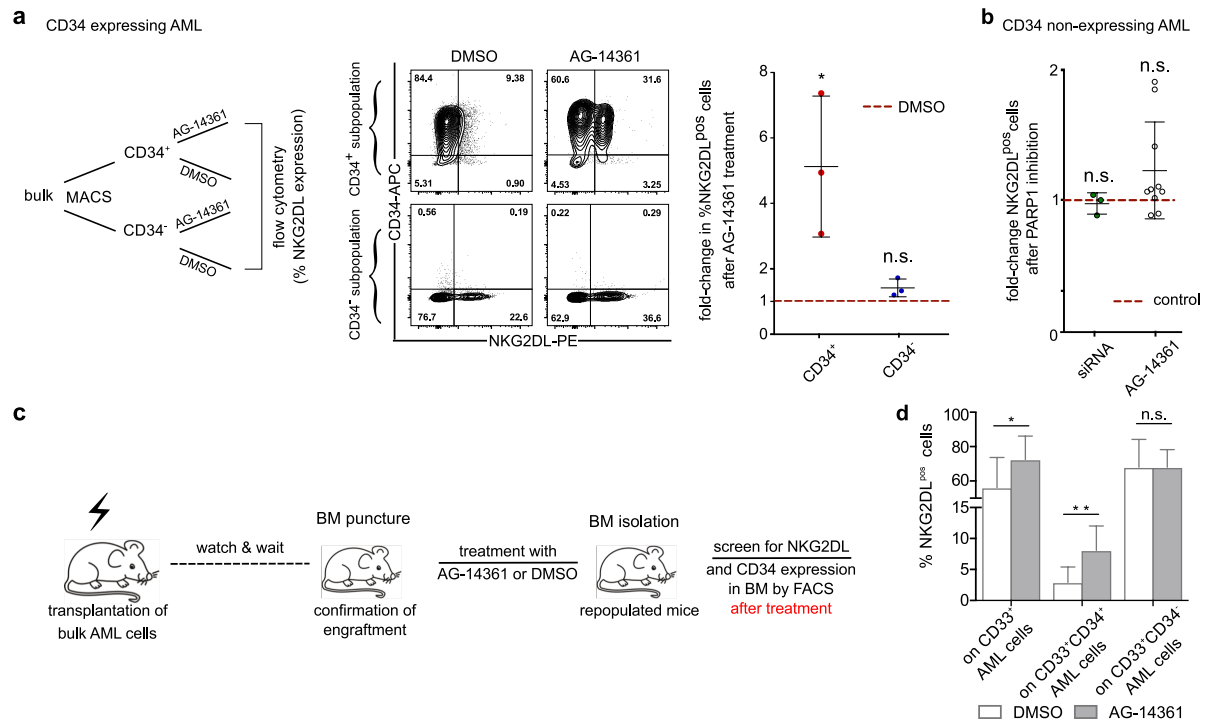 a
CD34 expressing AML
bulk
MACS
CD34+
CD34-
AG-14361
DMSO
AG-14361
DMSO
flow cytometry
(% NKG2DL expression)
DMSO
AG-14361
CD34+ subpopulation
CD34- subpopulation
CD34-APC
84.4
9.38
5.31
0.90
60.6
31.6
4.53
3.25
0.56
0.19
76.7
22.6
0.22
0.29
62.9
36.6
NKG2DL-PE
fold-change in %NKG2DLpos cells
after AG-14361 treatment
8
6
4
2
1
0
*
n.s.
DMSO
CD34+
CD34-
b
CD34 non-expressing AML
fold-change NKG2DLpos cells
after PARP1 inhibition
2
1
0
n.s.
n.s.
control
siRNA
AG-14361
c
transplantation of
bulk AML cells
watch & wait
BM puncture
confirmation of
engraftment
treatment with
AG-14361 or DMSO
BM isolation
repopulated mice
screen for NKG2DL
and CD34 expression
in BM by FACS
after treatment
d
% NKG2DLpos cells
100
80
60
15
10
5
0
*
* *
n.s.
on CD33+
AML cells
on CD33+CD34+
AML cells
on CD33+CD34-
AML cells
DMSO
AG-14361